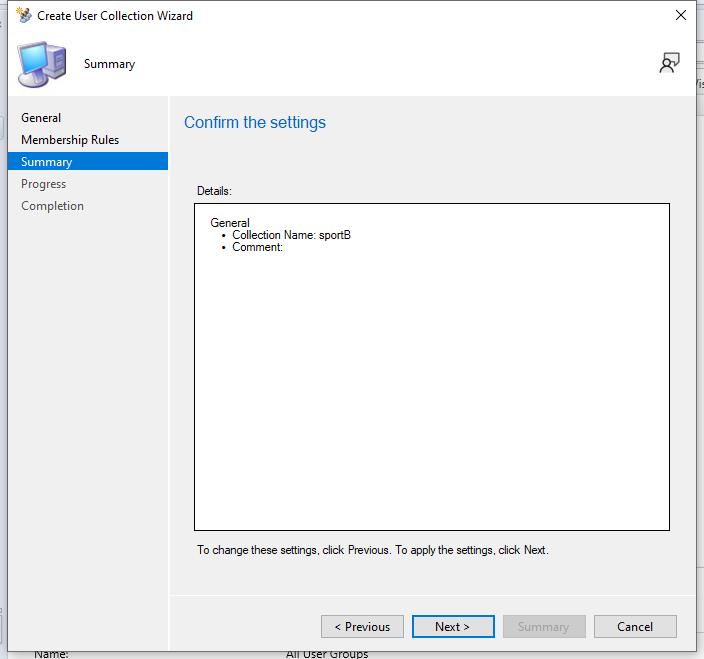 Create User Collection Wizard
Summary
General
Membership Rules
Summary
Progress
Completion
Confirm the settings
Details:
General
• Collection Name: sportB
• Comment:
To change these settings, click Previous. To apply the settings, click Next.
< Previous
Next >
Summary
Cancel
Name:
All User Groups